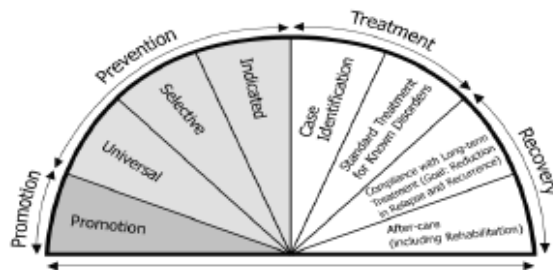 Promotion
Prevention
Treatment
Recovery
Promotion
Universal
Selective
Indicated
Case
Identification
Standard Treatment
for Known Disorders
Compliance with Long-term
Treatment (Goal: Reduction
in Relapse and Recurrence)
After-care
(including Rehabilitation)